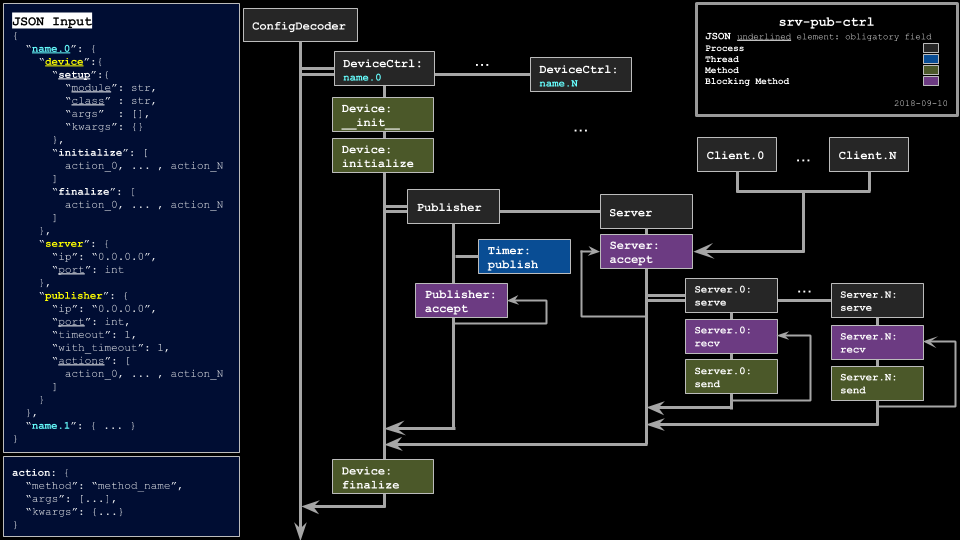 JSON Input
{
“name.0”: {
“device”:{
“setup”:{
“module”: str,
“class” : str,
“args” : [],
“kwargs”: {}
},
“initialize”: [
action_0, ... , action_N
]
“finalize”: [
action_0, ... , action_N
]
},
“server”: {
“ip”: “0.0.0.0”,
“port”: int
},
“publisher”: {
“ip”: “0.0.0.0”,
“port”: int,
“timeout”: 1,
“with_timeout”: 1,
“actions”: [
action_0, ... , action_N
]
}
},
“name.1”: { ... }
}
action: {
“method”: “method_name”,
“args”: [...],
“kwargs”: {...}
}
ConfigDecoder
DeviceCtrl:
name.0
...
DeviceCtrl:
name.N
Device:
__init__
...
Device:
initialize
Publisher
Server
Timer:
publish
Server:
accept
Publisher:
accept
Server.0:
serve
...
Server.N:
serve
Server.0:
recv
Server.N:
recv
Server.0:
send
Server.N:
send
Device:
finalize
Client.0
...
Client.N
srv-pub-ctrl
JSON underlined element: obligatory field
Process
Thread
Method
Blocking Method
2018-09-10